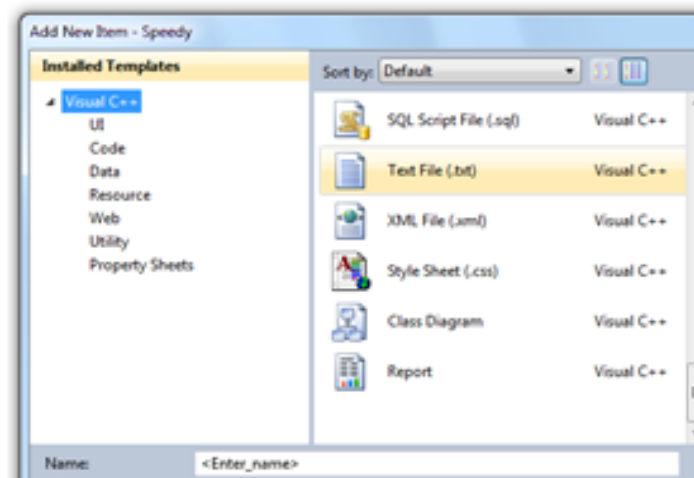 Add New Item - Speedy
Installed Templates
Visual C++
UI
Code
Data
Resource
Web
Utility
Property Sheets
Sort by: Default
SQL Script File (.sql) Visual C++
Text File (.txt) Visual C++
XML File (.xml) Visual C++
Style Sheet (.css) Visual C++
Class Diagram Visual C++
Report Visual C++
Name: <Enter_name>